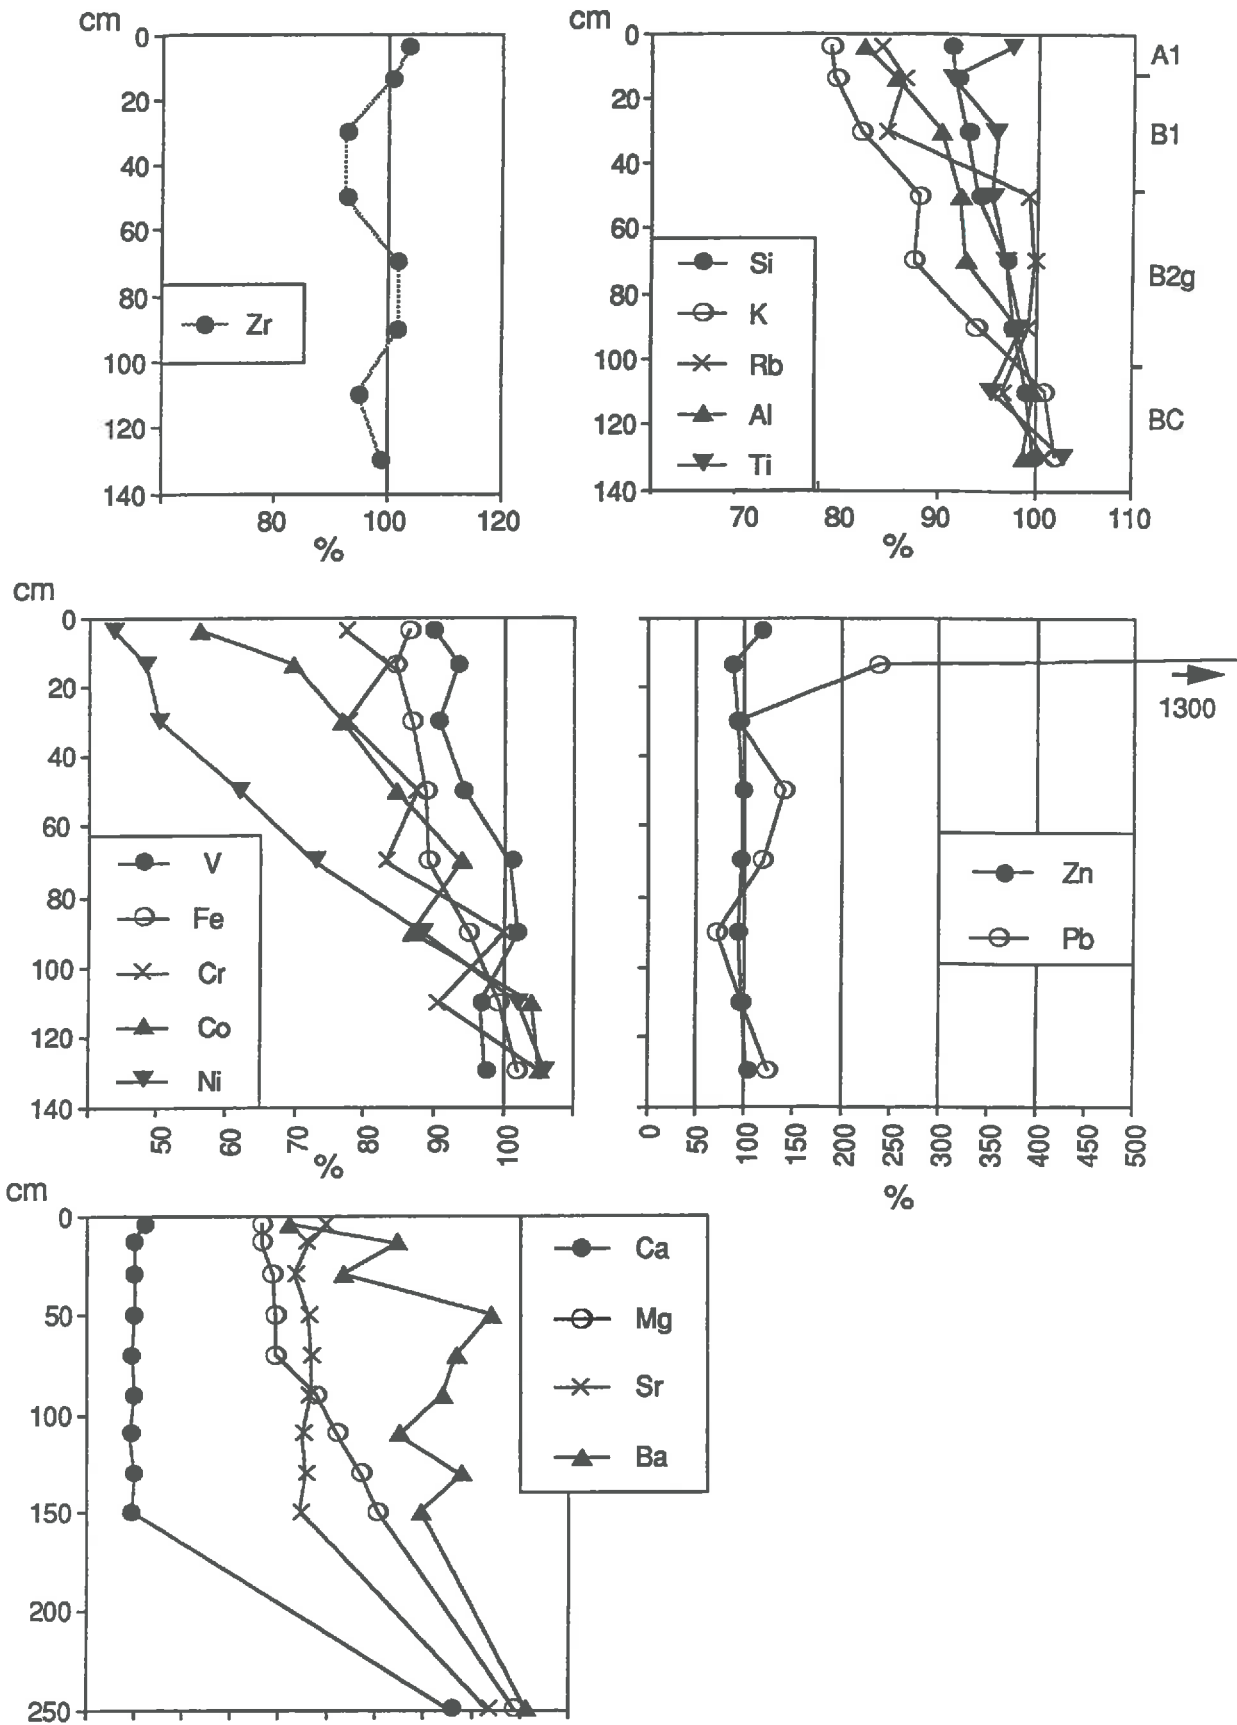 cm
0
20
40
60
80
100
120
140
Zr
80 100 120
%
cm
0
20
40
60
80
100
120
140
Si
K
Rb
Al
Ti
A1
B1
B2g
BC
70 80 90 100 110
%
cm
0
20
40
60
80
100
120
140
V
Fe
Cr
Co
Ni
50 60 70 80 90 100
%
1300
Zn
Pb
0 50 100 150 200 250 300 350 400 450 500
%
cm
0
50
100
150
200
250
Ca
Mg
Sr
Ba